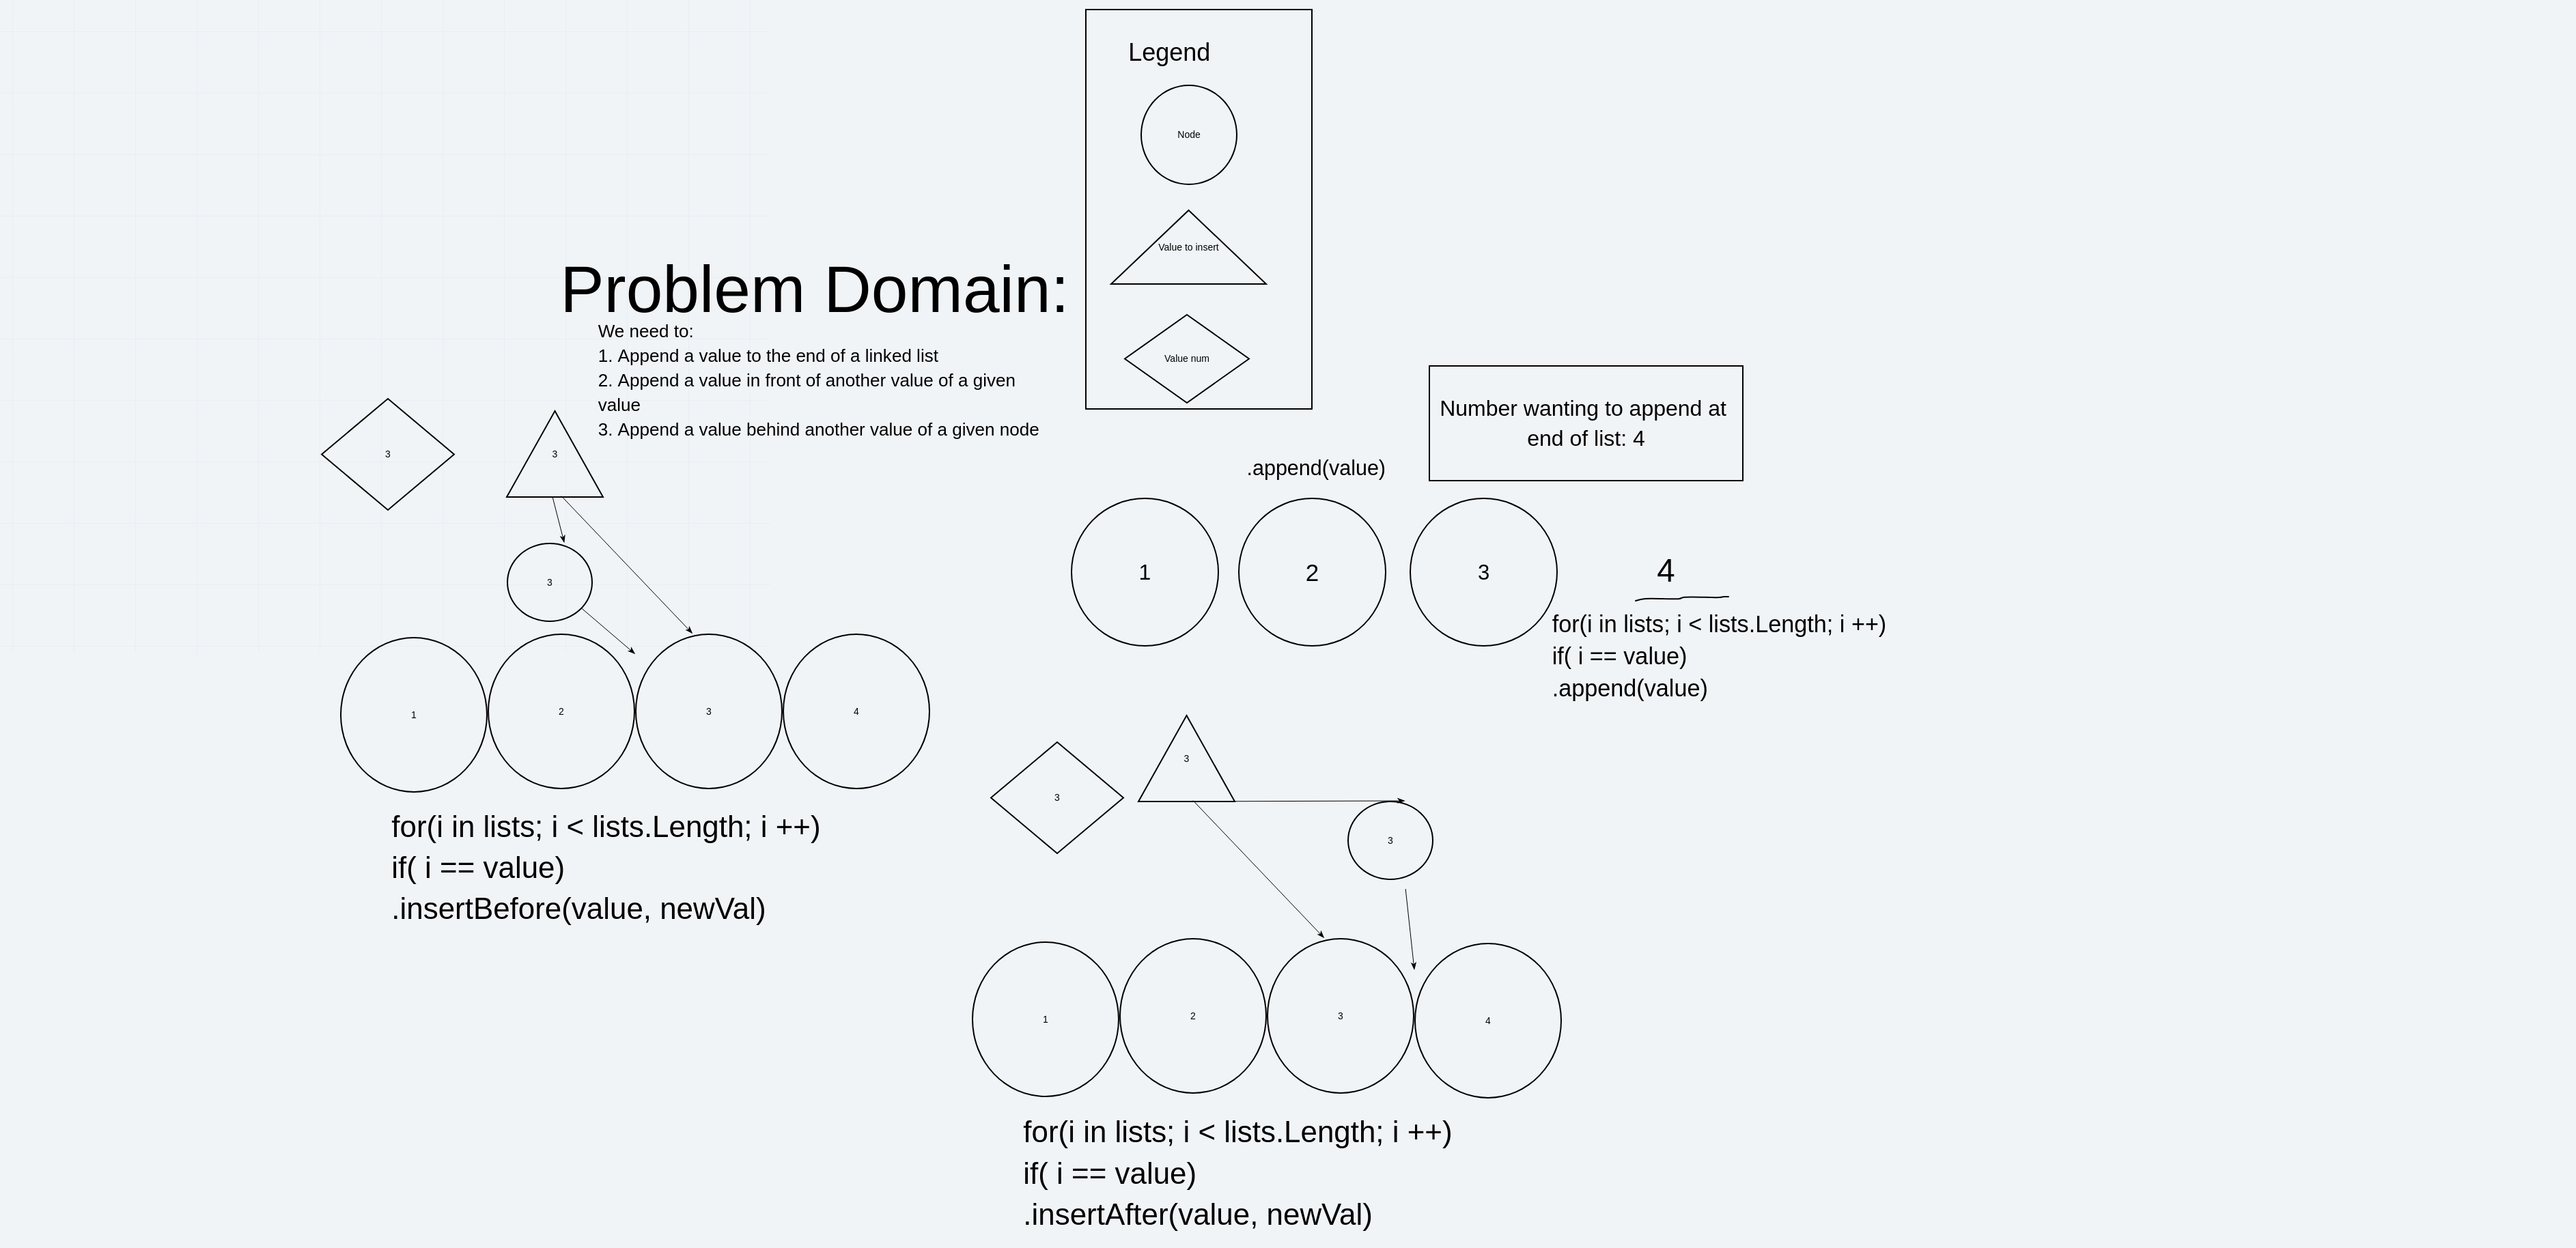 Legend
Node
Value to insert
Value num
Problem Domain:
We need to:
1. Append a value to the end of a linked list
2. Append a value in front of another value of a given
value
3. Append a value behind another value of a given node
3
3
3
1
2
3
4
for(i in lists; i < lists.Length; i ++)
if( i == value)
.insertBefore(value, newVal)
Number wanting to append at
end of list: 4
.append(value)
1
2
3
4
for(i in lists; i < lists.Length; i ++)
if( i == value)
.append(value)
3
3
3
1
2
3
4
for(i in lists; i < lists.Length; i ++)
if( i == value)
.insertAfter(value, newVal)